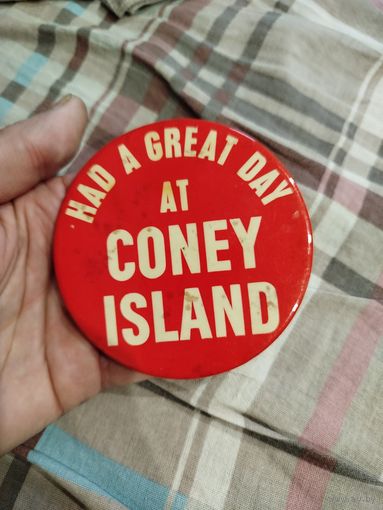 HAD A GREAT DAY
AT
CONEY
ISLAND